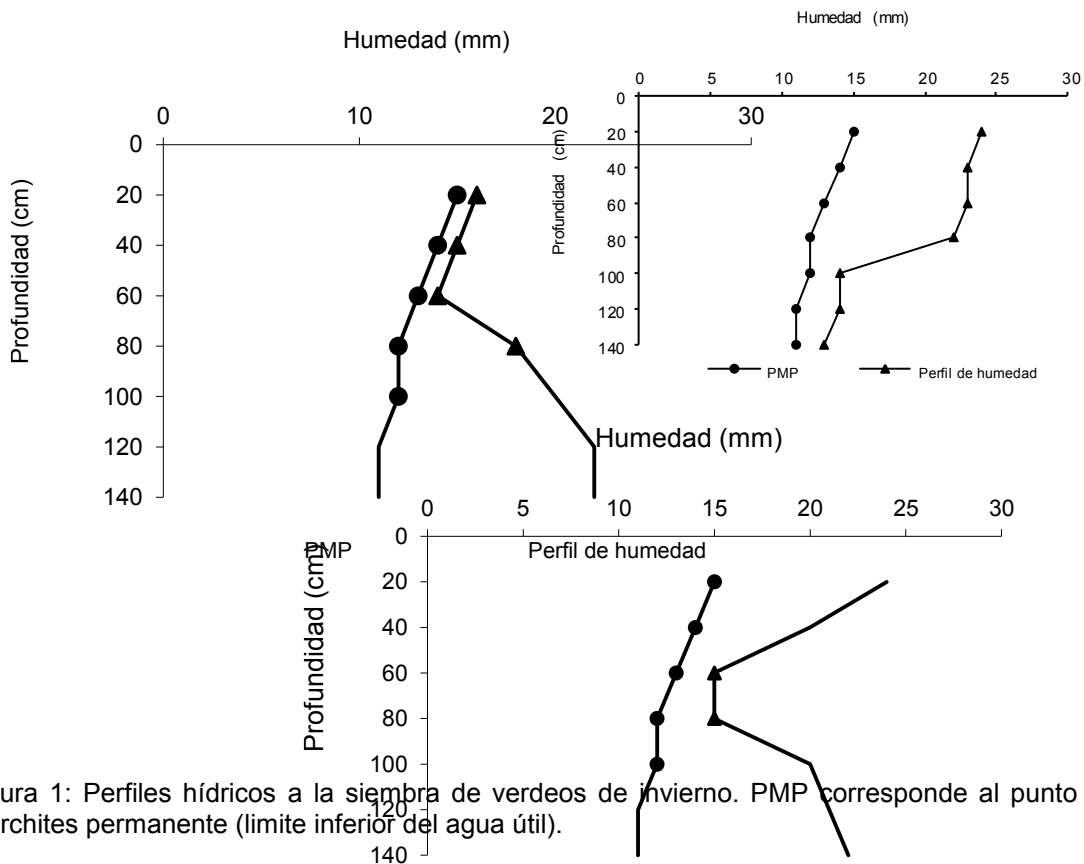 Humedad (mm)
0 10 20 30
Profundidad (cm)
0
20
40
60
80
100
120
140
PMP Perfil de humedad
Humedad (mm)
0 5 10 15 20 25 30
Profundidad (cm)
0
20
40
60
80
100
120
140
PMP Perfil de humedad
Humedad (mm)
0 5 10 15 20 25 30
Profundidad (cm)
0
20
40
60
80
100
120
140
ura 1: Perfiles hídricos a la siembra de verdeos de invierno. PMP corresponde al punto
rchites permanente (limite inferior del agua útil).